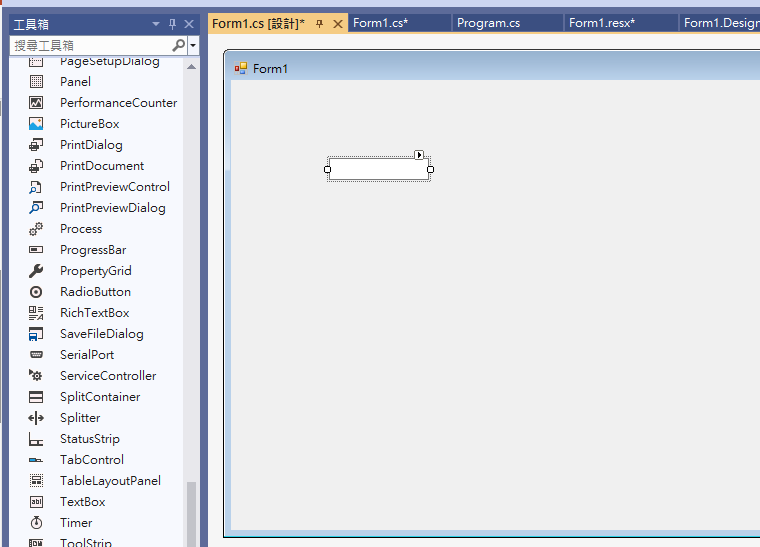 工具箱
搜尋工具箱
PageSetupDialog
Panel
PerformanceCounter
PictureBox
PrintDialog
PrintDocument
PrintPreviewControl
PrintPreviewDialog
Process
ProgressBar
PropertyGrid
RadioButton
RichTextBox
SaveFileDialog
SerialPort
ServiceController
SplitContainer
Splitter
StatusStrip
TabControl
TableLayoutPanel
TextBox
Timer
ToolStrip
Form1.cs [設計]*
Form1.cs*
Program.cs
Form1.resx*
Form1.Design
Form1